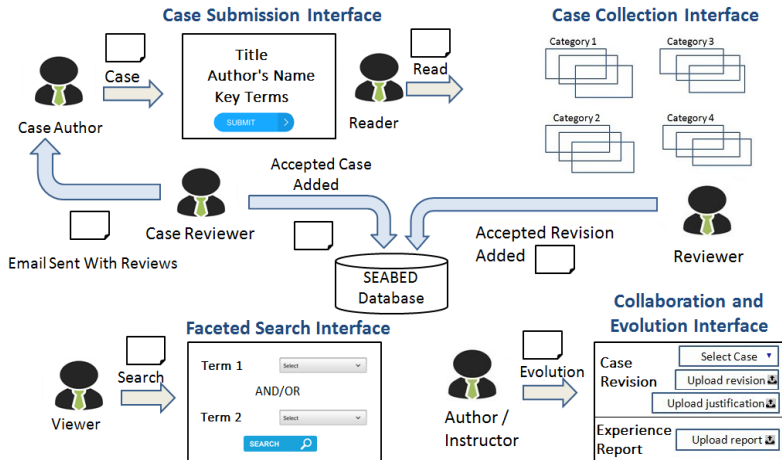 Case Submission Interface
Case Collection Interface
Case
Case Author
Title
Author's Name
Key Terms
SUBMIT
Read
Reader
Category 1
Category 3
Category 2
Category 4
Case Reviewer
Email Sent With Reviews
Accepted Case
Added
SEABED
Database
Accepted Revision
Added
Reviewer
Faceted Search Interface
Search
Viewer
Term 1
Select
AND/OR
Term 2
Select
SEARCH
Collaboration and
Evolution Interface
Evolution
Author /
Instructor
Case
Revision
Select Case
Upload revision
Upload justification
Experience
Report
Upload report